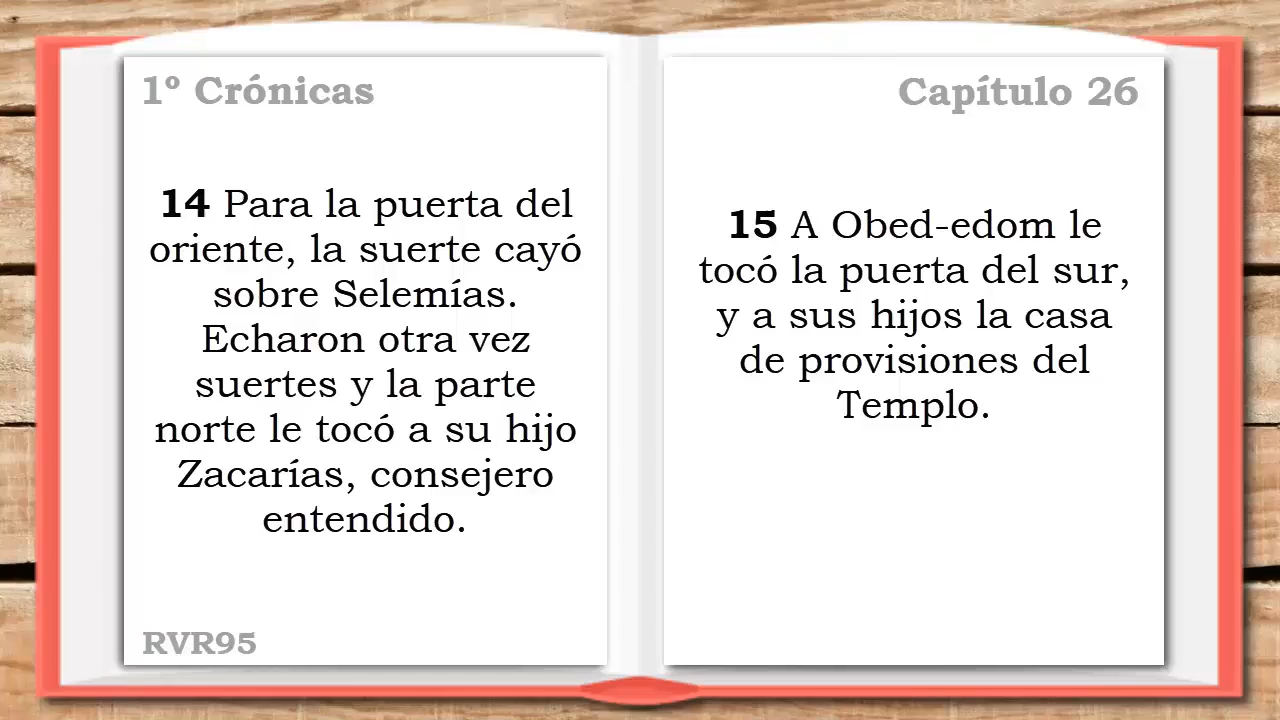 1º Crónicas
14 Para la puerta del
oriente, la suerte cayó
sobre Selemías.
Echaron otra vez
suertes y la parte
norte le tocó a su hijo
Zacarías, consejero
entendido.
RVR95
Capítulo 26
15 A Obed-edom le
tocó la puerta del sur,
y a sus hijos la casa
de provisiones del
Templo.